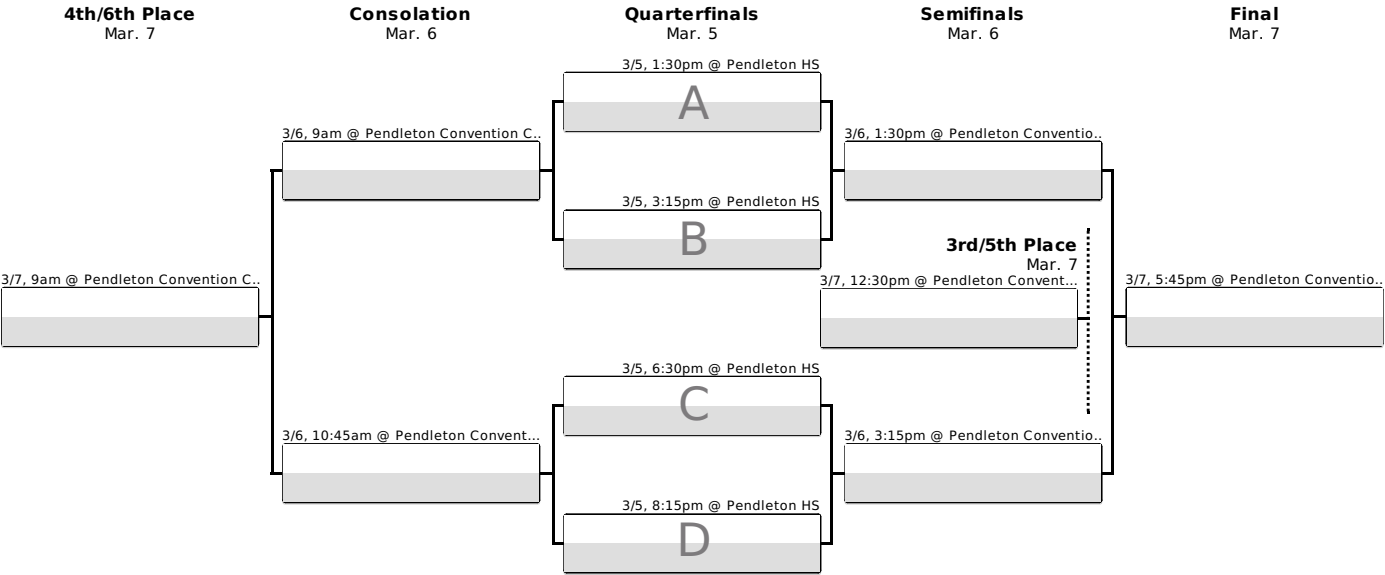 4th/6th Place
Mar. 7
Consolation
Mar. 6
Quarterfinals
Mar. 5
Semifinals
Mar. 6
Final
Mar. 7
3/5, 1:30pm @ Pendleton HS
A
3/6, 9am @ Pendleton Convention C..
3/6, 1:30pm @ Pendleton Conventio..
3/5, 3:15pm @ Pendleton HS
B
3rd/5th Place
Mar. 7
3/7, 9am @ Pendleton Convention C..
3/7, 12:30pm @ Pendleton Convent...
3/7, 5:45pm @ Pendleton Conventio..
3/5, 6:30pm @ Pendleton HS
C
3/6, 10:45am @ Pendleton Convent...
3/6, 3:15pm @ Pendleton Conventio..
3/5, 8:15pm @ Pendleton HS
D